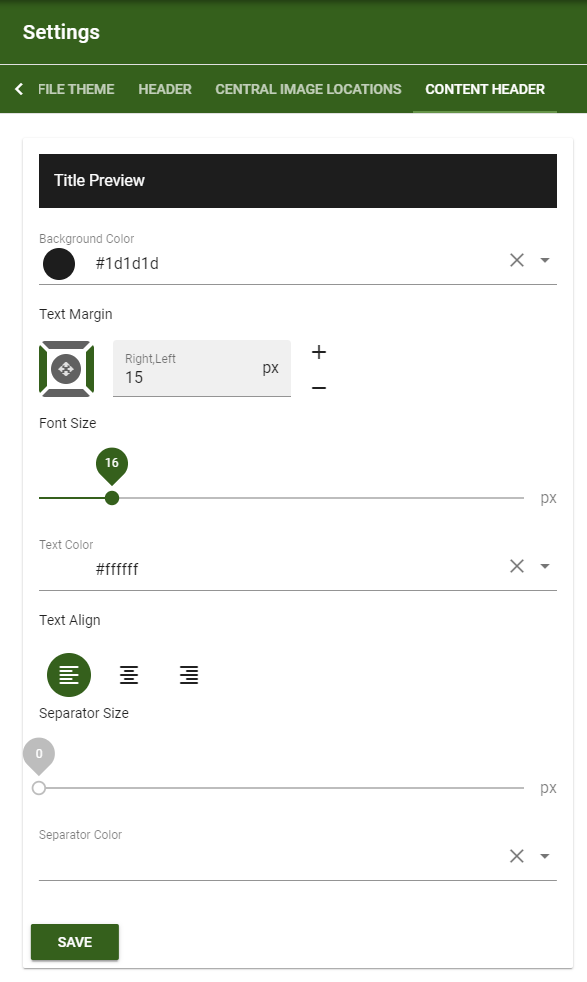 Settings
FILE THEME HEADER CENTRAL IMAGE LOCATIONS CONTENT HEADER
Title Preview
Background Color
#1d1d1d
Text Margin
Right,Left
15 px
Font Size
16
px
Text Color
#ffffff
Text Align
Separator Size
0
px
Separator Color
SAVE